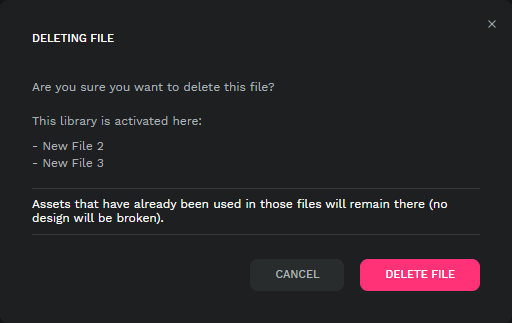 DELETING FILE
Are you sure you want to delete this file?
This library is activated here:
- New File 2
- New File 3
Assets that have already been used in those files will remain there (no
design will be broken).
CANCEL
DELETE FILE